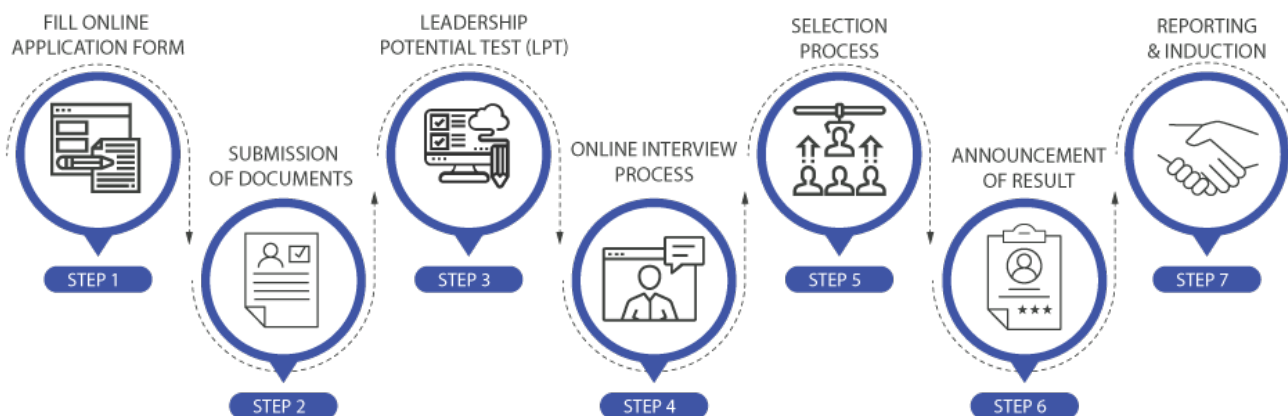 FILL ONLINE
APPLICATION FORM
STEP 1
SUBMISSION
OF DOCUMENTS
STEP 2
LEADERSHIP
POTENTIAL TEST (LPT)
STEP 3
ONLINE INTERVIEW
PROCESS
STEP 4
SELECTION
PROCESS
STEP 5
ANNOUNCEMENT
OF RESULT
STEP 6
REPORTING
& INDUCTION
STEP 7